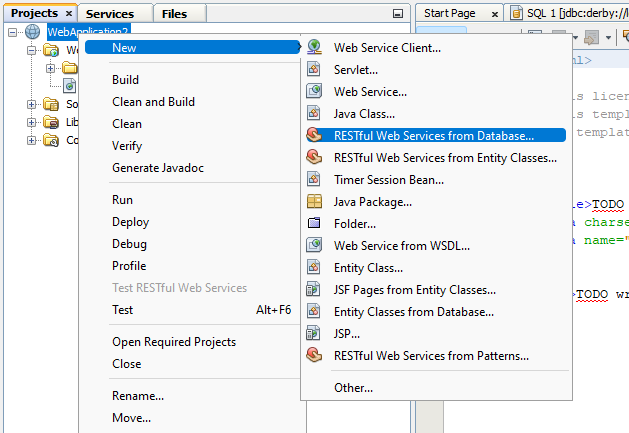 Projects Services Files
Start Page SQL 1 [jdbc:derby://
WebApplication2
New
Build
Clean and Build
Clean
Verify
Generate Javadoc
Run
Deploy
Debug
Profile
Test RESTful Web Services
Test Alt+F6
Open Required Projects
Close
Rename...
Move...
Web Service Client...
Servlet...
Web Service...
Java Class...
RESTful Web Services from Database...
RESTful Web Services from Entity Classes...
Timer Session Bean...
Java Package...
Folder...
Web Service from WSDL...
Entity Class...
JSF Pages from Entity Classes...
Entity Classes from Database...
JSP...
RESTful Web Services from Patterns...
Other...
We
So
Lib
Co
ml>
is licen
is templ
templat
le>TODO
a charse
a name="
>TODO wr